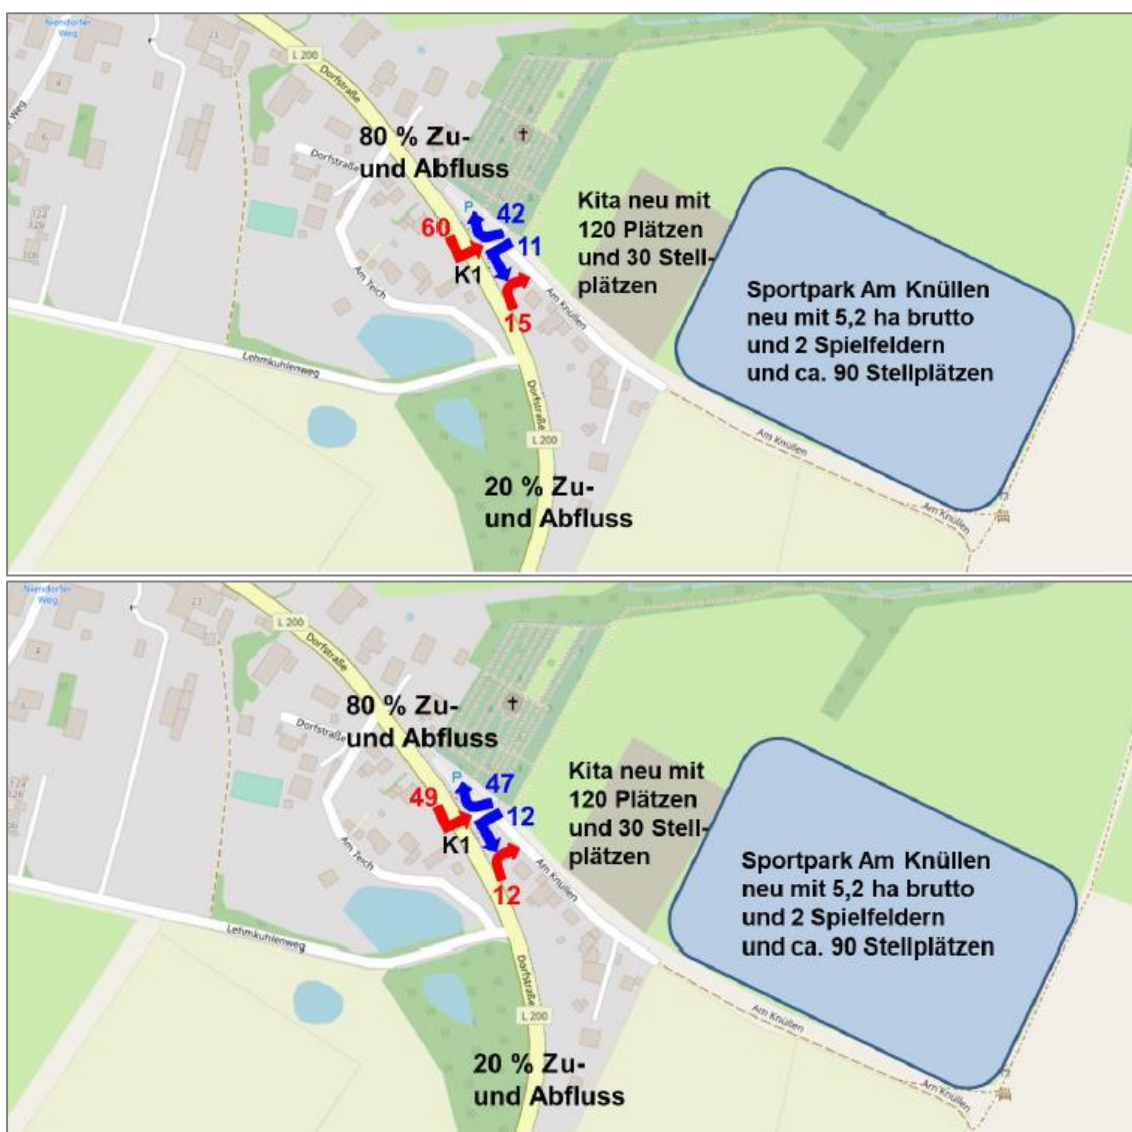 Niendorfer
Weg
23
L 200
Dorfstraße
80 % Zu-
und Abfluss
Dorfstraße
P
42
60
11
K1
15
Kita neu mit
120 Plätzen
und 30 Stell-
plätzen
Am Teich
Am Knüllen
Sportpark Am Knüllen
neu mit 5,2 ha brutto
und 2 Spielfeldern
und ca. 90 Stellplätzen
Lehmkuhlenweg
Dorfstraße
L 200
Am Knüllen
20 % Zu-
und Abfluss
Am Knüllen
Weg
23
L 200
Dorfstraße
80 % Zu-
und Abfluss
Dorfstraße
P
47
49
12
K1
12
Kita neu mit
120 Plätzen
und 30 Stell-
plätzen
Am Teich
Am Knüllen
Sportpark Am Knüllen
neu mit 5,2 ha brutto
und 2 Spielfeldern
und ca. 90 Stellplätzen
Lehmkuhlenweg
Dorfstraße
L 200
Am Knüllen
20 % Zu-
und Abfluss
Am Knüllen